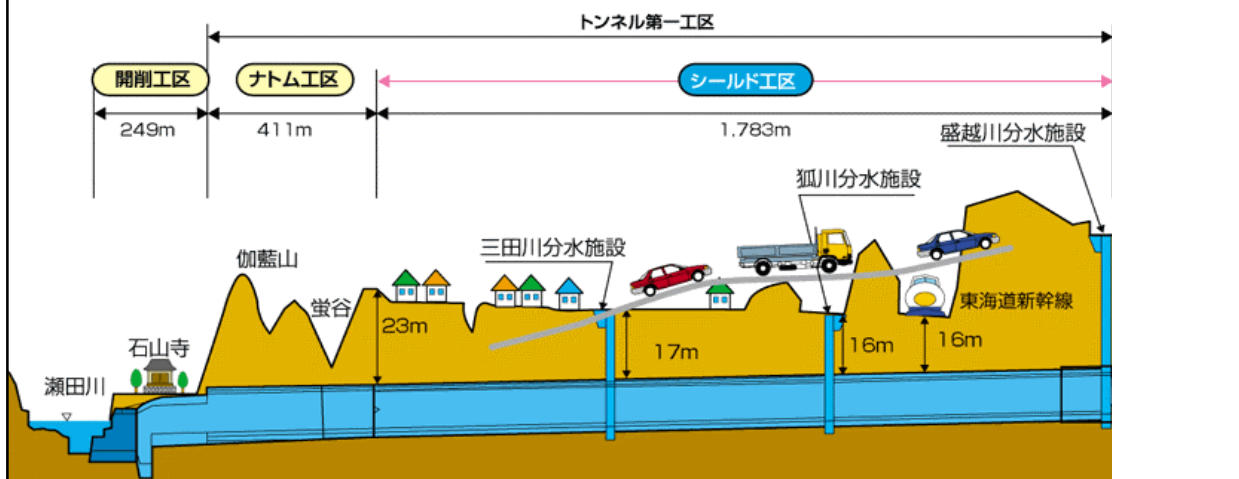 トンネル第一工区
開削工区
ナトム工区
シールド工区
249m
411m
1,783m
盛越川分水施設
狐川分水施設
三田川分水施設
伽藍山
蛍谷
東海道新幹線
23m
17m
16m
16m
石山寺
瀬田川